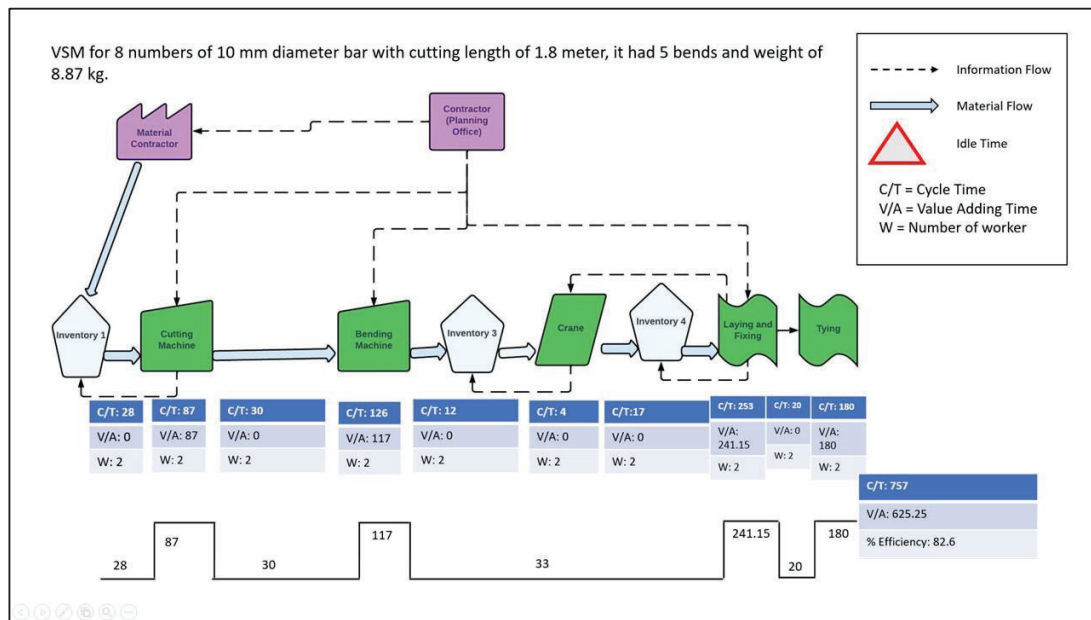 VSM for 8 numbers of 10 mm diameter bar with cutting length of 1.8 meter, it had 5 bends and weight of
8.87 kg.
Information Flow
Material Flow
Idle Time
C/T = Cycle Time
V/A = Value Adding Time
W = Number of worker
Material
Contractor
Contractor
(Planning
Office)
Inventory 1
Cutting
Machine
Bending
Machine
Inventory 3
Crane
Inventory 4
Laying and
Fixing
Tying
C/T: 28
V/A: 0
W: 2
C/T: 87
V/A: 87
W: 2
C/T: 30
V/A: 0
W: 2
C/T: 126
V/A: 117
W: 2
C/T: 12
V/A: 0
W: 2
C/T: 4
V/A: 0
W: 2
C/T:17
V/A: 0
W: 2
C/T: 253
V/A:
241.15
W: 2
C/T: 20
V/A: 0
W: 2
C/T: 180
V/A:
180
W: 2
C/T: 757
V/A: 625.25
% Efficiency: 82.6
28
87
30
117
33
241.15
20
180